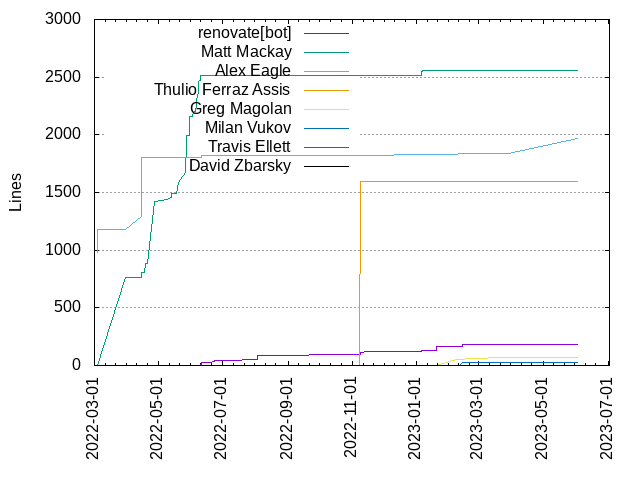 3000
2500
2000
1500
1000
500
0
Lines
renovate[bot]
Matt Mackay
Alex Eagle
Thulio Ferraz Assis
Greg Magolan
Milan Vukov
Travis Ellett
David Zbarsky
2022-03-01
2022-05-01
2022-07-01
2022-09-01
2022-11-01
2023-01-01
2023-03-01
2023-05-01
2023-07-01